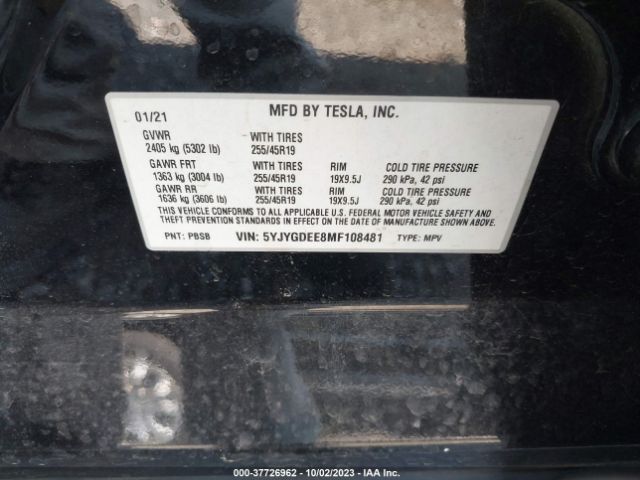 01/21 MFD BY TESLA, INC.
GVWR WITH TIRES
2405 kg (5302 lb) 255/45R19
GAWR FRT WITH TIRES RIM COLD TIRE PRESSURE
1363 kg (3004 lb) 255/45R19 19X9.5J 290 kPa, 42 psi
GAWR RR WITH TIRES RIM COLD TIRE PRESSURE
1636 kg (3606 lb) 255/45R19 19X9.5J 290 kPa, 42 psi
THIS VEHICLE CONFORMS TO ALL APPLICABLE U.S. FEDERAL MOTOR VEHICLE SAFETY AND
THEFT PREVENTION STANDARDS IN EFFECT ON THE DATE OF MANUFACTURE SHOWN ABOVE.
PNT: PBSB VIN: 5YJYGDEE8MF108481 TYPE: MPV
000-37726962 - 10/02/2023 - IAA Inc.